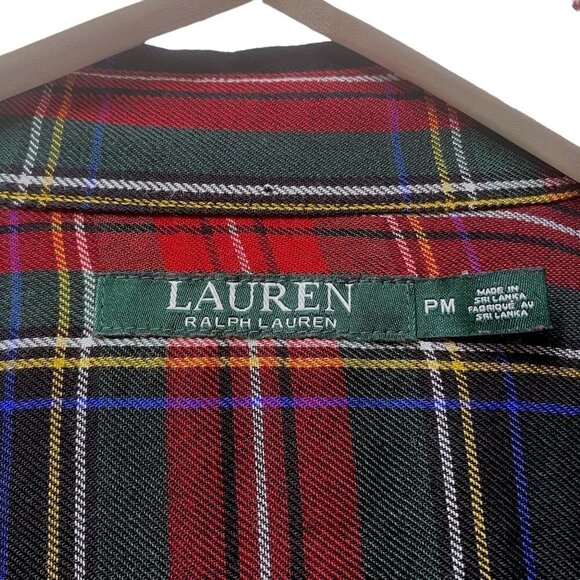 LAUREN
RALPH LAUREN
PM
MADE IN
SRI LANKA
FABRIQUÉ AU
SRI LANKA